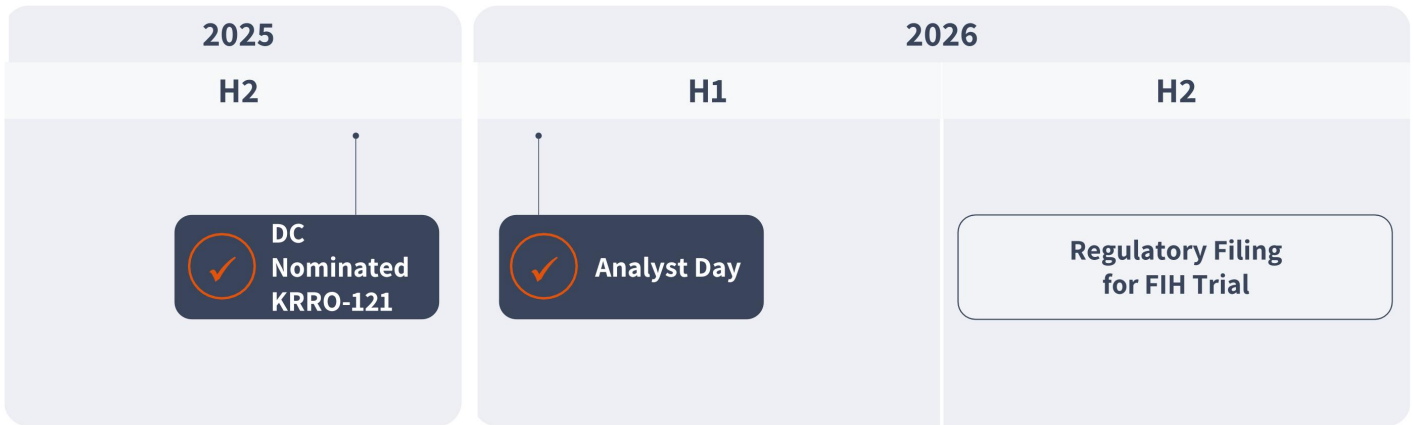 2025
2026
H2
H1
H2
DC
Nominated
KRRO-121
Analyst Day
Regulatory Filing
for FIH Trial